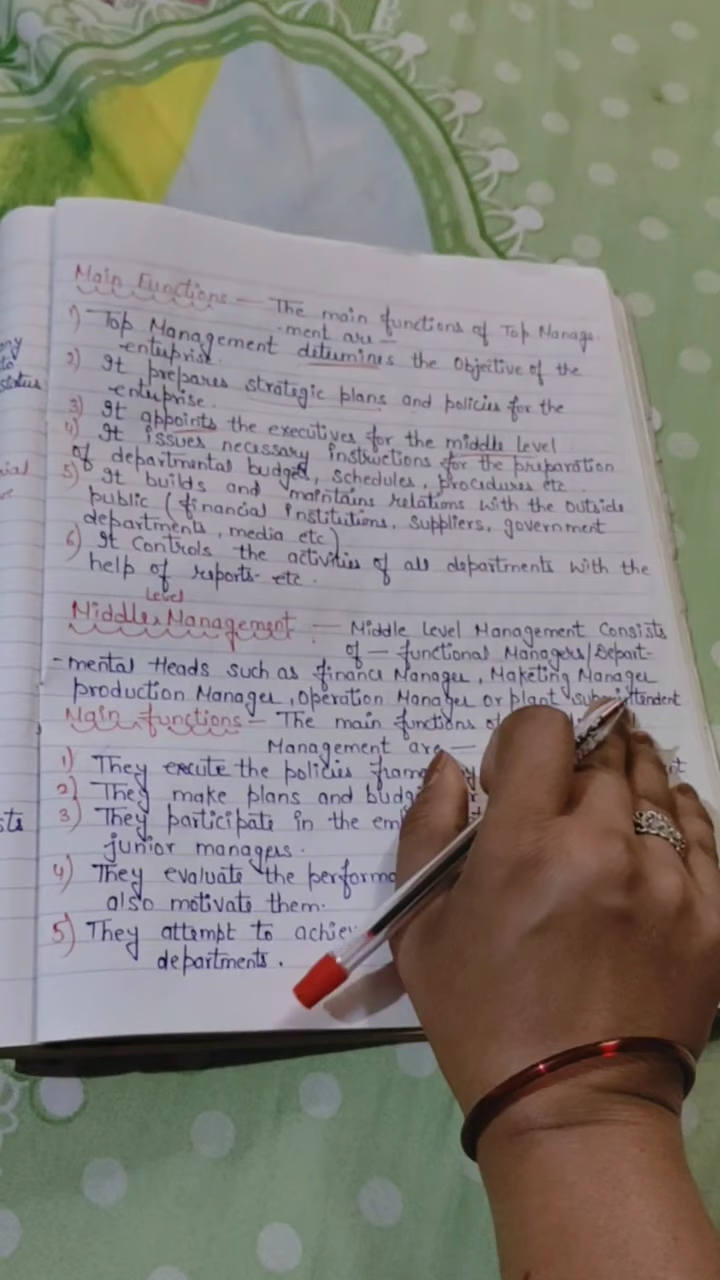 ony
to
status
Main Functions - The main functions of Top Manage
-ment are -
1) Top Management ditermines the Objective of the
enterprise.
2) It prepares strategic plans and policies for the
enterprise.
3) It appoints the executives for the middle level
4) It issues necessary instructions for the preparation
of departmental budget, schedules, procedures etc
5) It builds and maintains relations with the outside
public (financial institutions, suppliers, government
departments, media etc)
6) It controls the activities of all departments with the
help of reports- etc.
Level
Middle Management - Middle Level Management Consists
of - functional Managers/Depart-
-mental Heads such as finance Manager, Maketing Manager
production Manager, Operation Manager or plant
Main functions - The main functions of
Management are -
1) They excute the policies
2) They make plans and
3) They participate in the
junior managers.
4) They evaluate the
also motivate them.
5) They attempt to
departments.